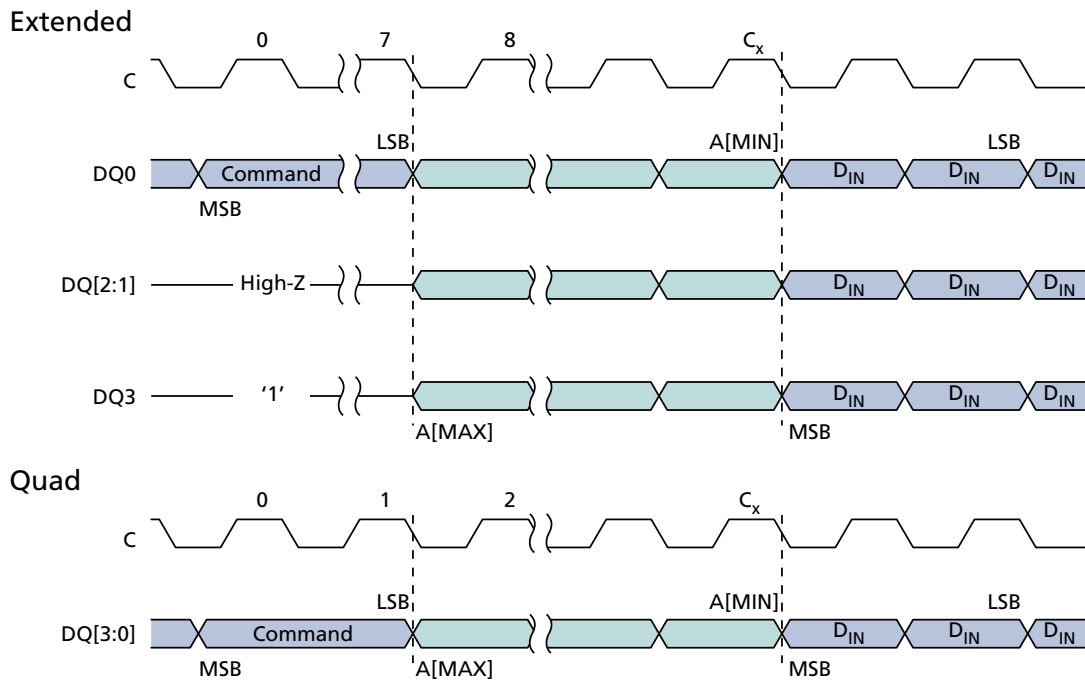 Extended
0 7 8 Cx
C
LSB A[MIN] LSB
DQ0 Command DIN DIN DIN
MSB
DQ[2:1] High-Z DIN DIN DIN
DQ3 '1' DIN DIN DIN
A[MAX] MSB
Quad
0 1 2 Cx
C
LSB A[MIN] LSB
DQ[3:0] Command DIN DIN DIN
MSB A[MAX] MSB